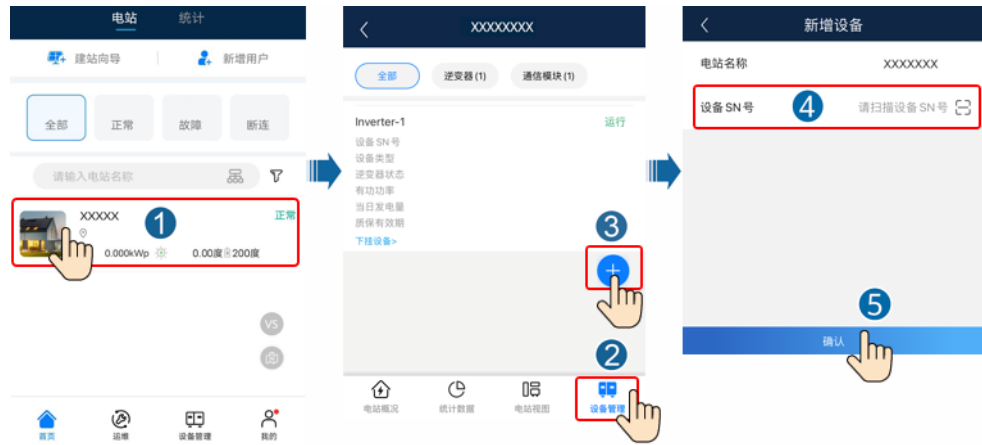 电站 统计
建站向导 新增用户
全部 正常 故障 断连
请输入电站名称
XXXXX 1 正常
0.000kWp 0.00度 200度
VS
首页 运维 设备管理 我的
XXXXXXXX
全部 逆变器(1) 通信模块(1)
Inverter-1 运行
设备 SN 号
设备类型
逆变器状态
有功功率
当日发电量
质保有效期
下挂设备>
3
+
2
电站概况 统计数据 电站视图 设备管理
新增设备
电站名称 XXXXXXX
设备 SN 号 4 请扫描设备 SN 号
5
确认